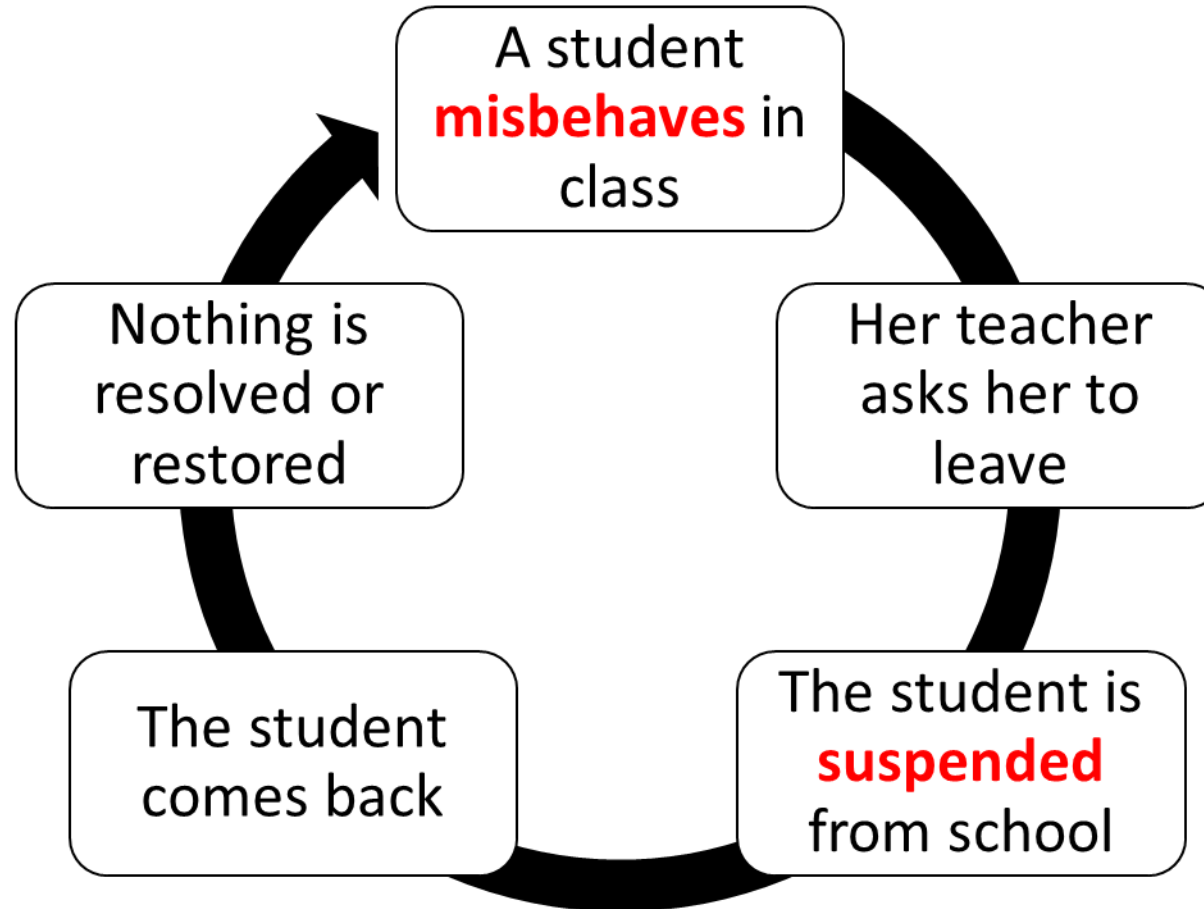 A student
misbehaves in
class
Her teacher
asks her to
leave
The student is
suspended
from school
The student
comes back
Nothing is
resolved or
restored